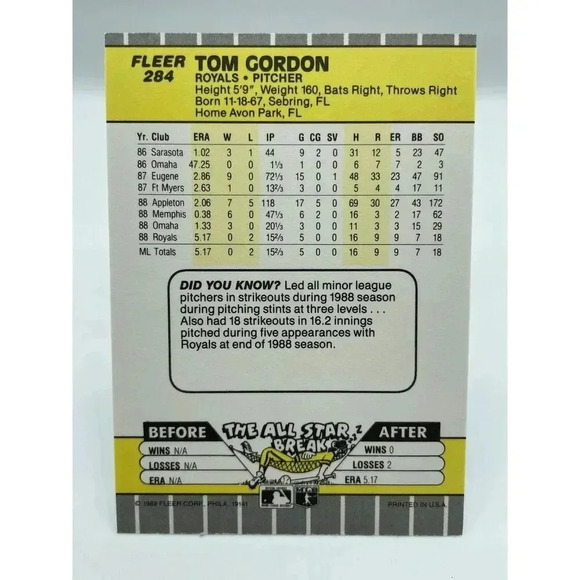 FLEER
284
TOM GORDON
ROYALS • PITCHER
Height 5'9", Weight 160, Bats Right, Throws Right
Born 11-18-67, Sebring, FL
Home Avon Park, FL
Yr. Club ERA W L IP G CG SV H R ER BB SO
86 Sarasota 1.02 3 1 44 9 2 0 31 12 5 23 47
86 Omaha 47.25 0 0 1⅓ 3 0 0 6 7 7 2 3
87 Eugene 2.86 9 0 72⅓ 15 0 1 48 33 23 47 91
87 Ft Myers 2.63 1 0 13⅔ 3 0 0 5 4 4 17 11
88 Appleton 2.06 7 5 118 17 5 0 69 30 27 43 172
88 Memphis 0.38 6 0 47⅓ 6 2 0 16 3 2 17 62
88 Omaha 1.33 3 0 20⅓ 3 0 0 11 3 3 15 29
88 Royals 5.17 0 2 15⅔ 5 0 0 16 9 9 7 18
ML Totals 5.17 0 2 15⅔ 5 0 0 16 9 9 7 18
DID YOU KNOW? Led all minor league
pitchers in strikeouts during 1988 season
during pitching stints at three levels . . .
Also had 18 strikeouts in 16.2 innings
pitched during five appearances with
Royals at end of 1988 season.
BEFORE THE ALL STAR BREAK AFTER
WINS N/A WINS 0
LOSSES N/A LOSSES 2
ERA N/A ERA 5.17
© 1989 FLEER CORP., PHILA. 19141 PRINTED IN U.S.A.